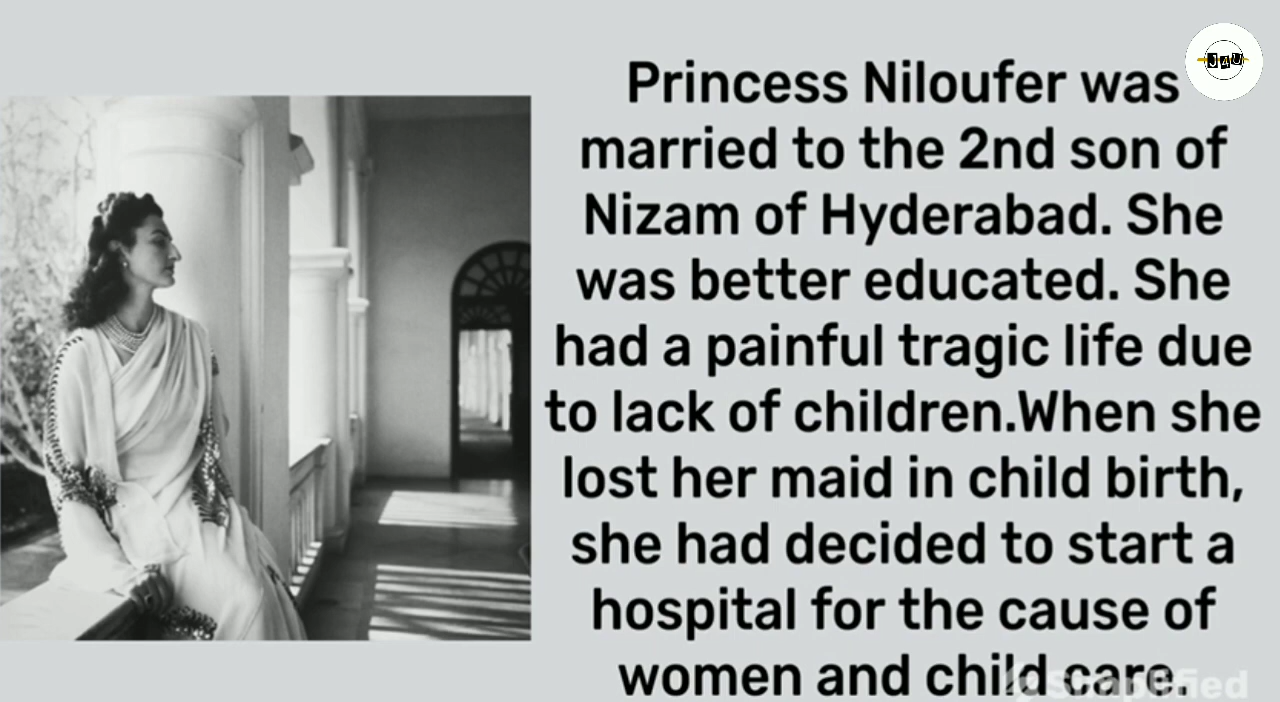 Princess Niloufer was
married to the 2nd son of
Nizam of Hyderabad. She
was better educated. She
had a painful tragic life due
to lack of children.When she
lost her maid in child birth,
she had decided to start a
hospital for the cause of
women and child care.
Simplified
J4U